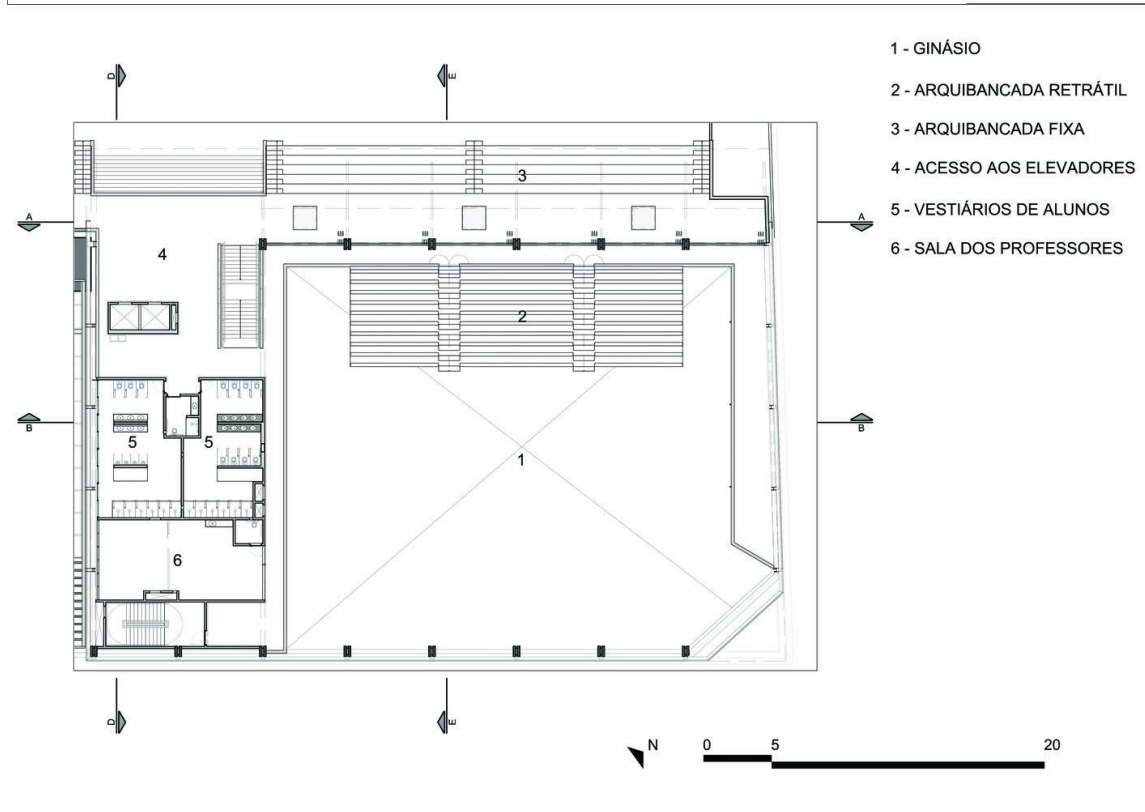 1 - GINÁSIO
2 - ARQUIBANCADA RETRÁTIL
3 - ARQUIBANCADA FIXA
4 - ACESSO AOS ELEVADORES
5 - VESTIÁRIOS DE ALUNOS
6 - SALA DOS PROFESSORES
D
E
3
A
A
4
2
B
B
5
5
1
6
D
E
N
0
5
20